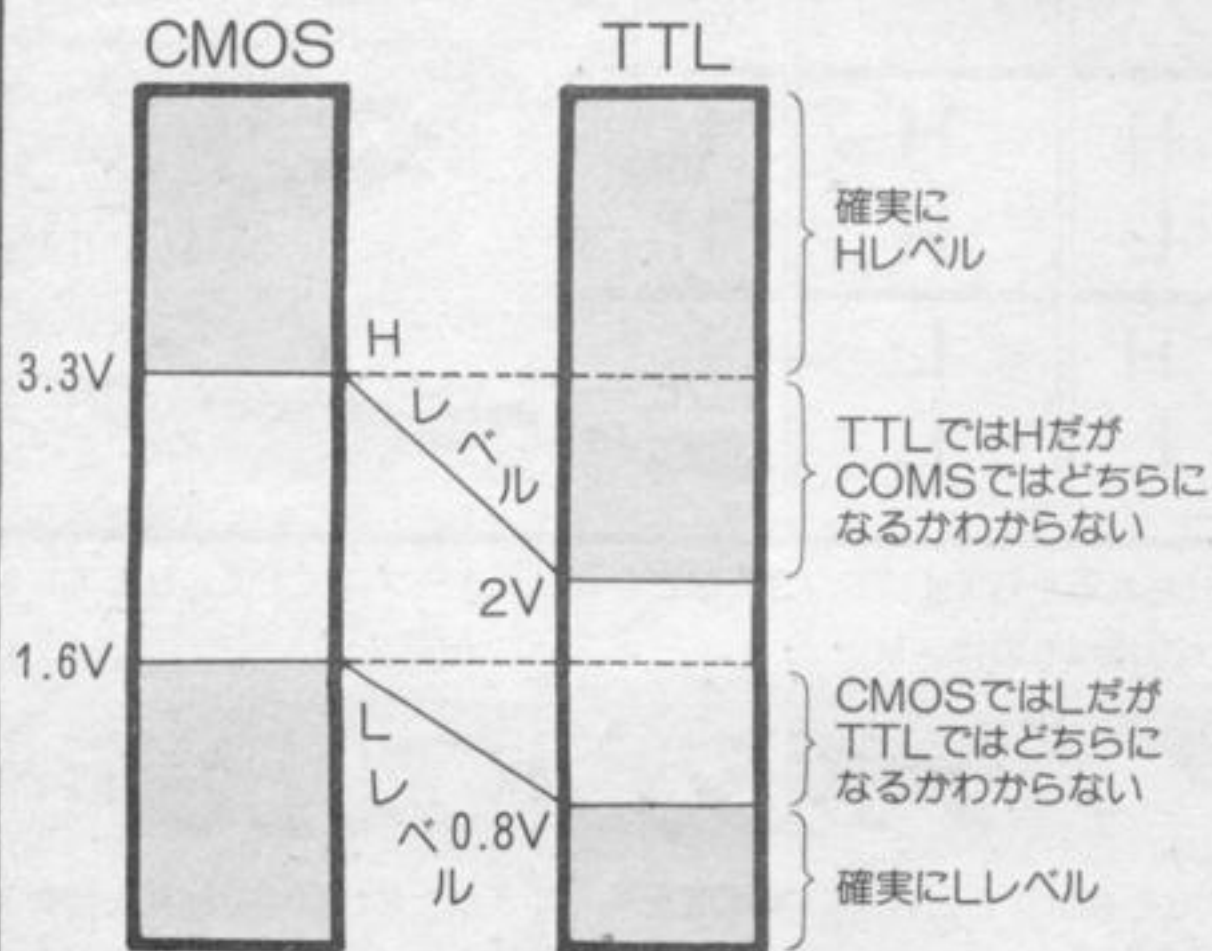 CMOS
TTL
確実に
Hレベル
3.3V
Hレベル
TTLではHだが
COMSではどちらに
なるかわからない
2V
1.6V
Lレベル
CMOSではLだが
TTLではどちらに
なるかわからない
0.8V
確実にLレベル